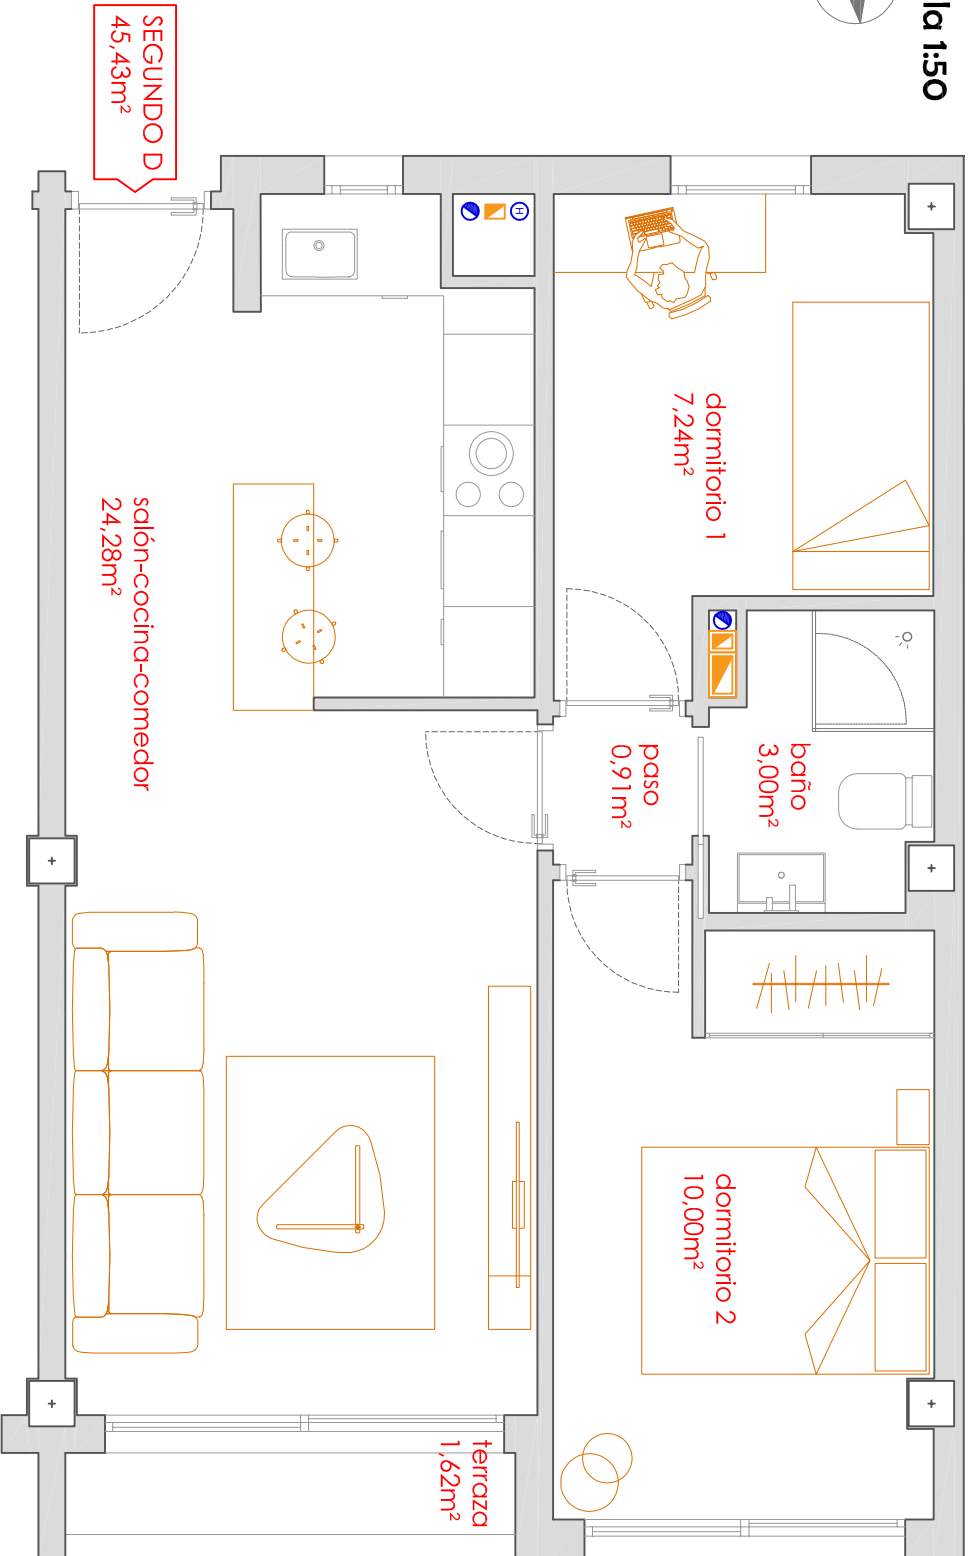 la 1:50
SEGUNDO D
45,43m²
H
dormitorio 1
7,24m²
salón-cocina-comedor
24,28m²
paso
0,91m²
baño
3,00m²
dormitorio 2
10,00m²
terraza
1,62m²